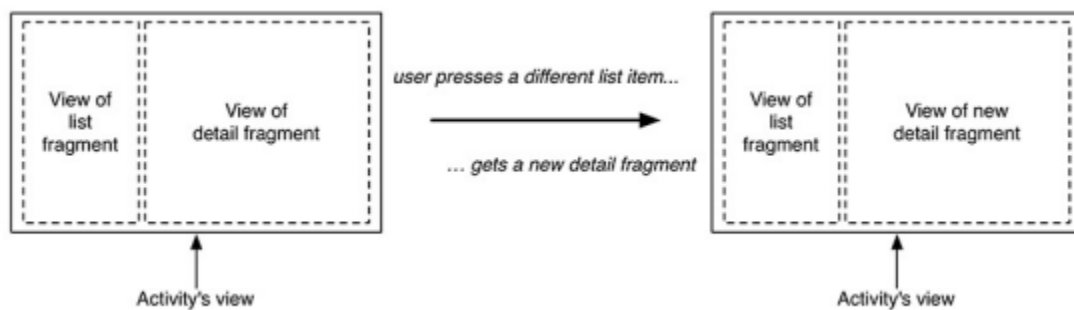 View of
list
fragment
View of
detail fragment
Activity's view
user presses a different list item...
... gets a new detail fragment
View of
list
fragment
View of new
detail fragment
Activity's view